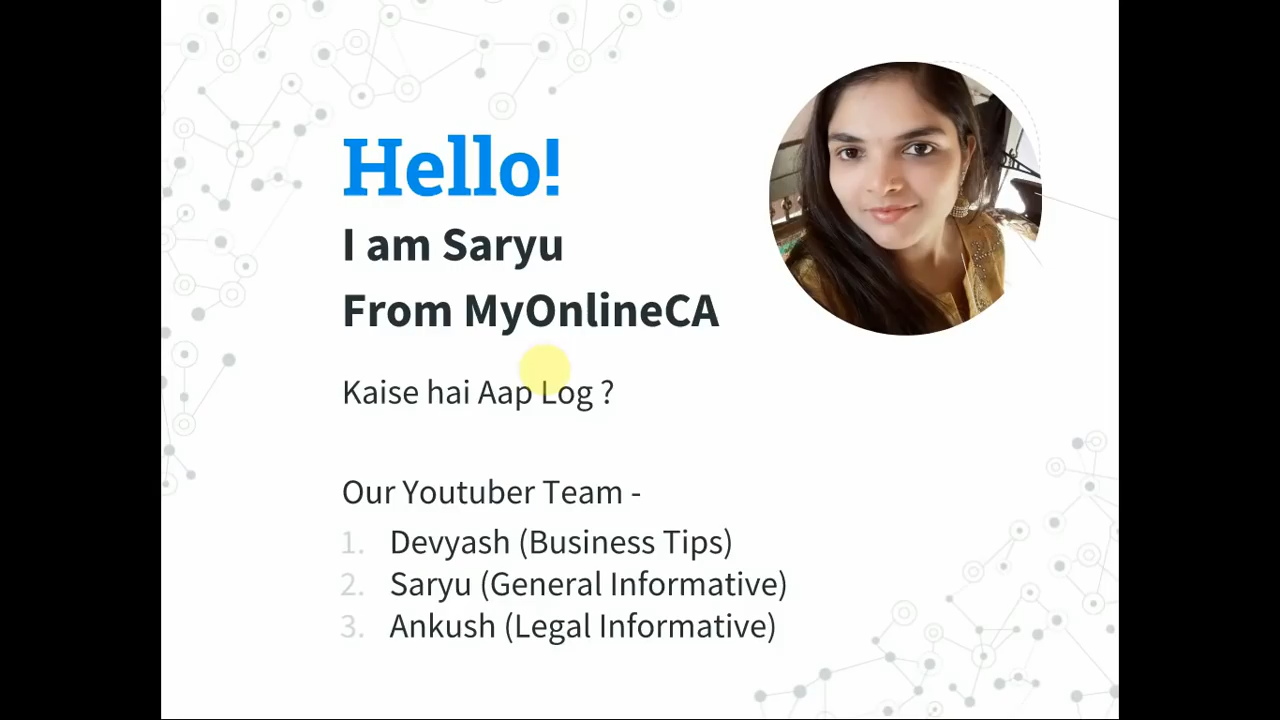 Hello!
I am Saryu
From MyOnlineCA
Kaise hai Aap Log ?
Our Youtuber Team -
1. Devyash (Business Tips)
2. Saryu (General Informative)
3. Ankush (Legal Informative)